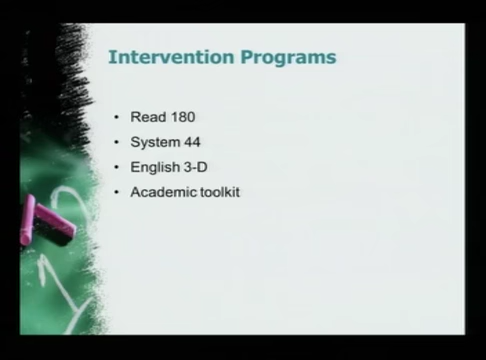 Intervention Programs
• Read 180
• System 44
• English 3-D
• Academic toolkit